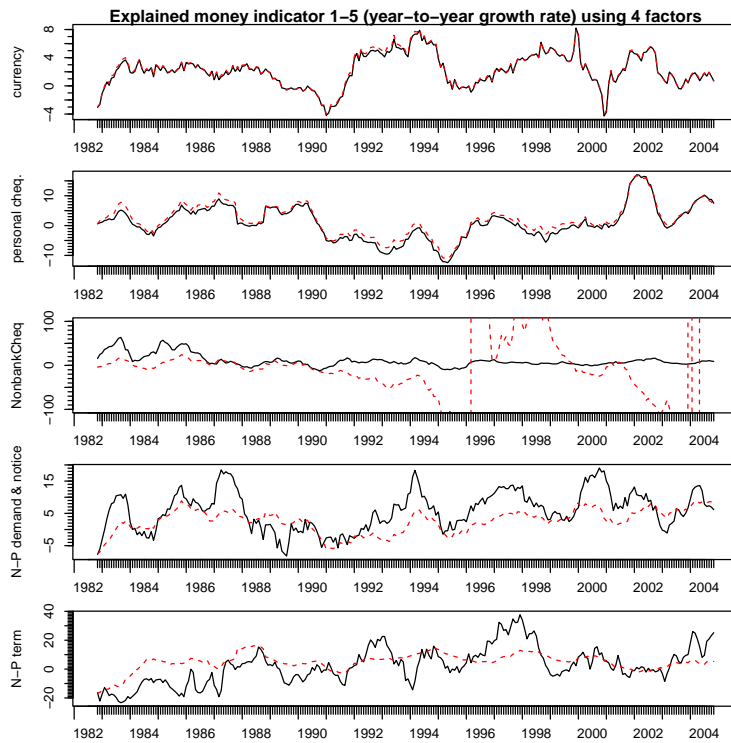 Explained money indicator 1−5 (year−to−year growth rate) using 4 factors
currency
8
4
0
−4
1982 1984 1986 1988 1990 1992 1994 1996 1998 2000 2002 2004
personal cheq.
10
0
−10
1982 1984 1986 1988 1990 1992 1994 1996 1998 2000 2002 2004
NonbankCheq
100
0
−100
1982 1984 1986 1988 1990 1992 1994 1996 1998 2000 2002 2004
N−P demand & notice
15
5
−5
1982 1984 1986 1988 1990 1992 1994 1996 1998 2000 2002 2004
N−P term
40
20
0
20
1982 1984 1986 1988 1990 1992 1994 1996 1998 2000 2002 2004